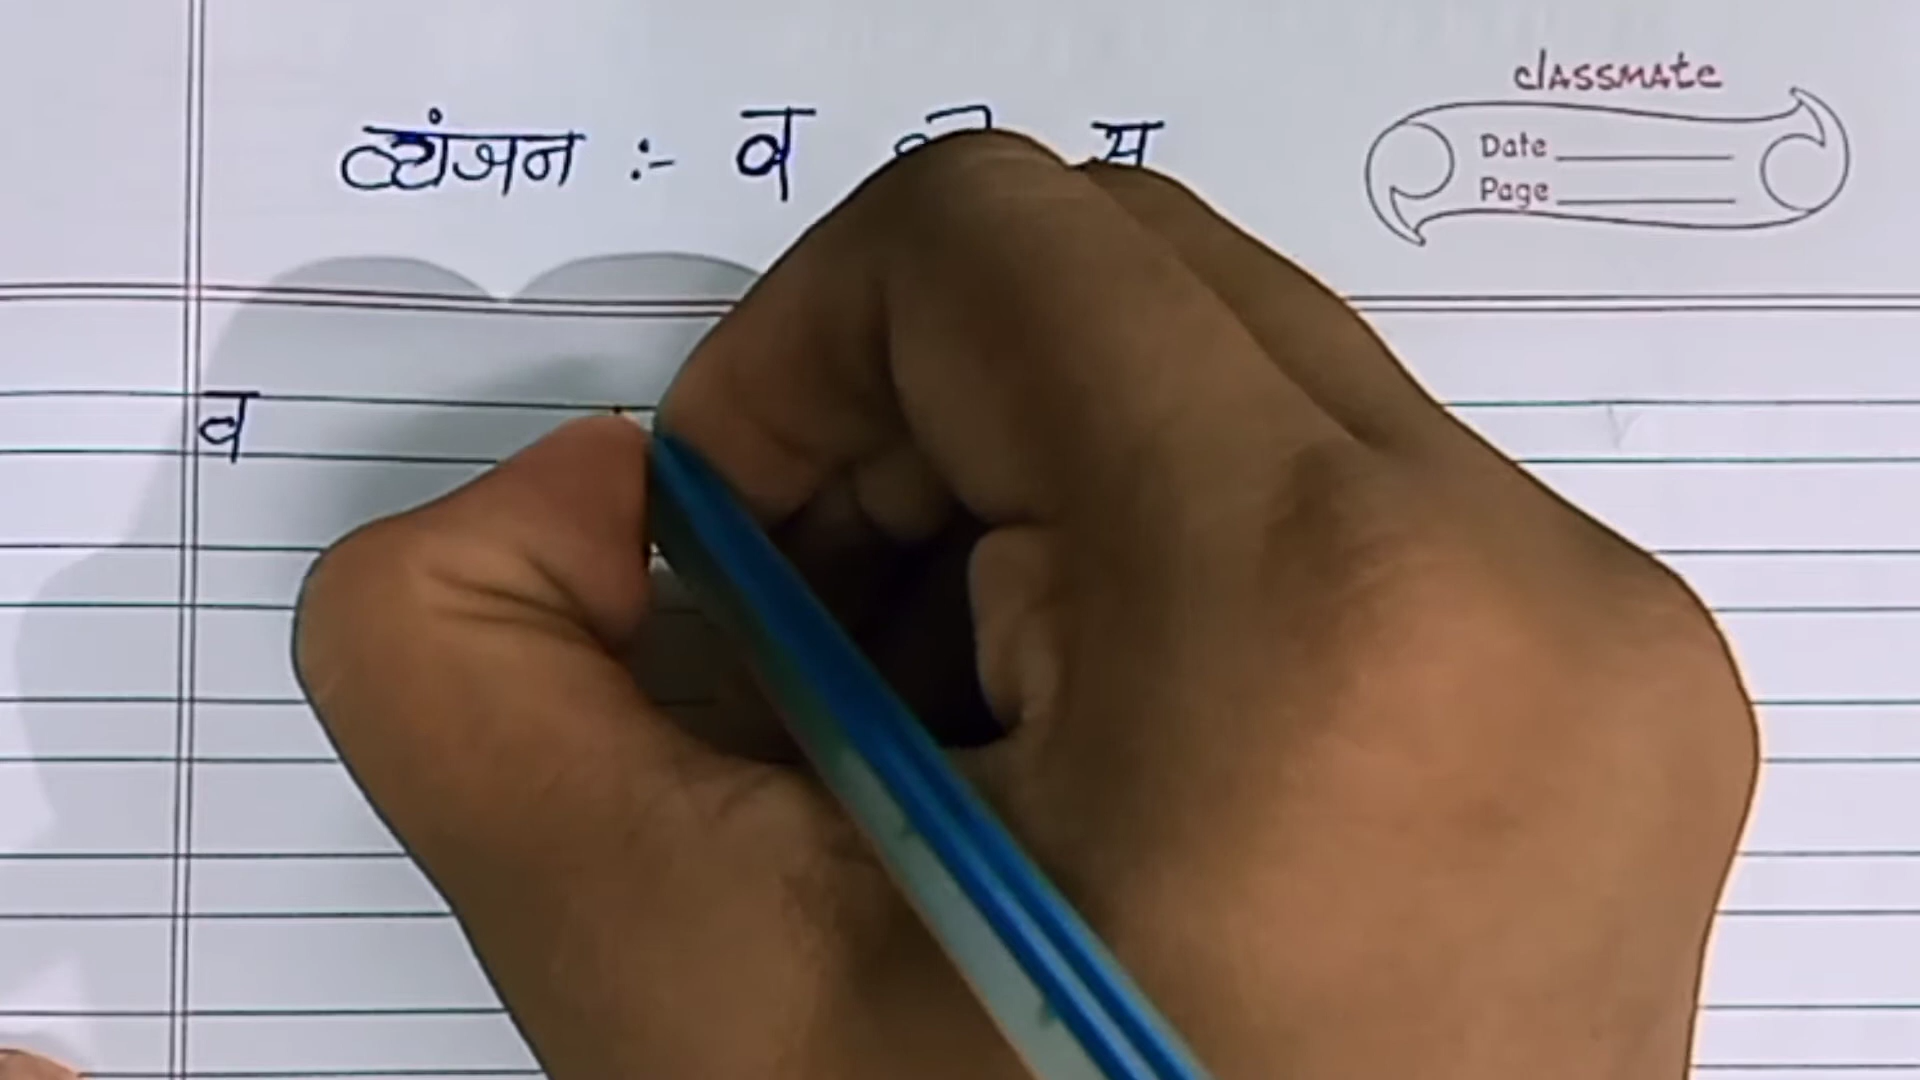 classmate
व्यंजन :- व स
Date
Page
व